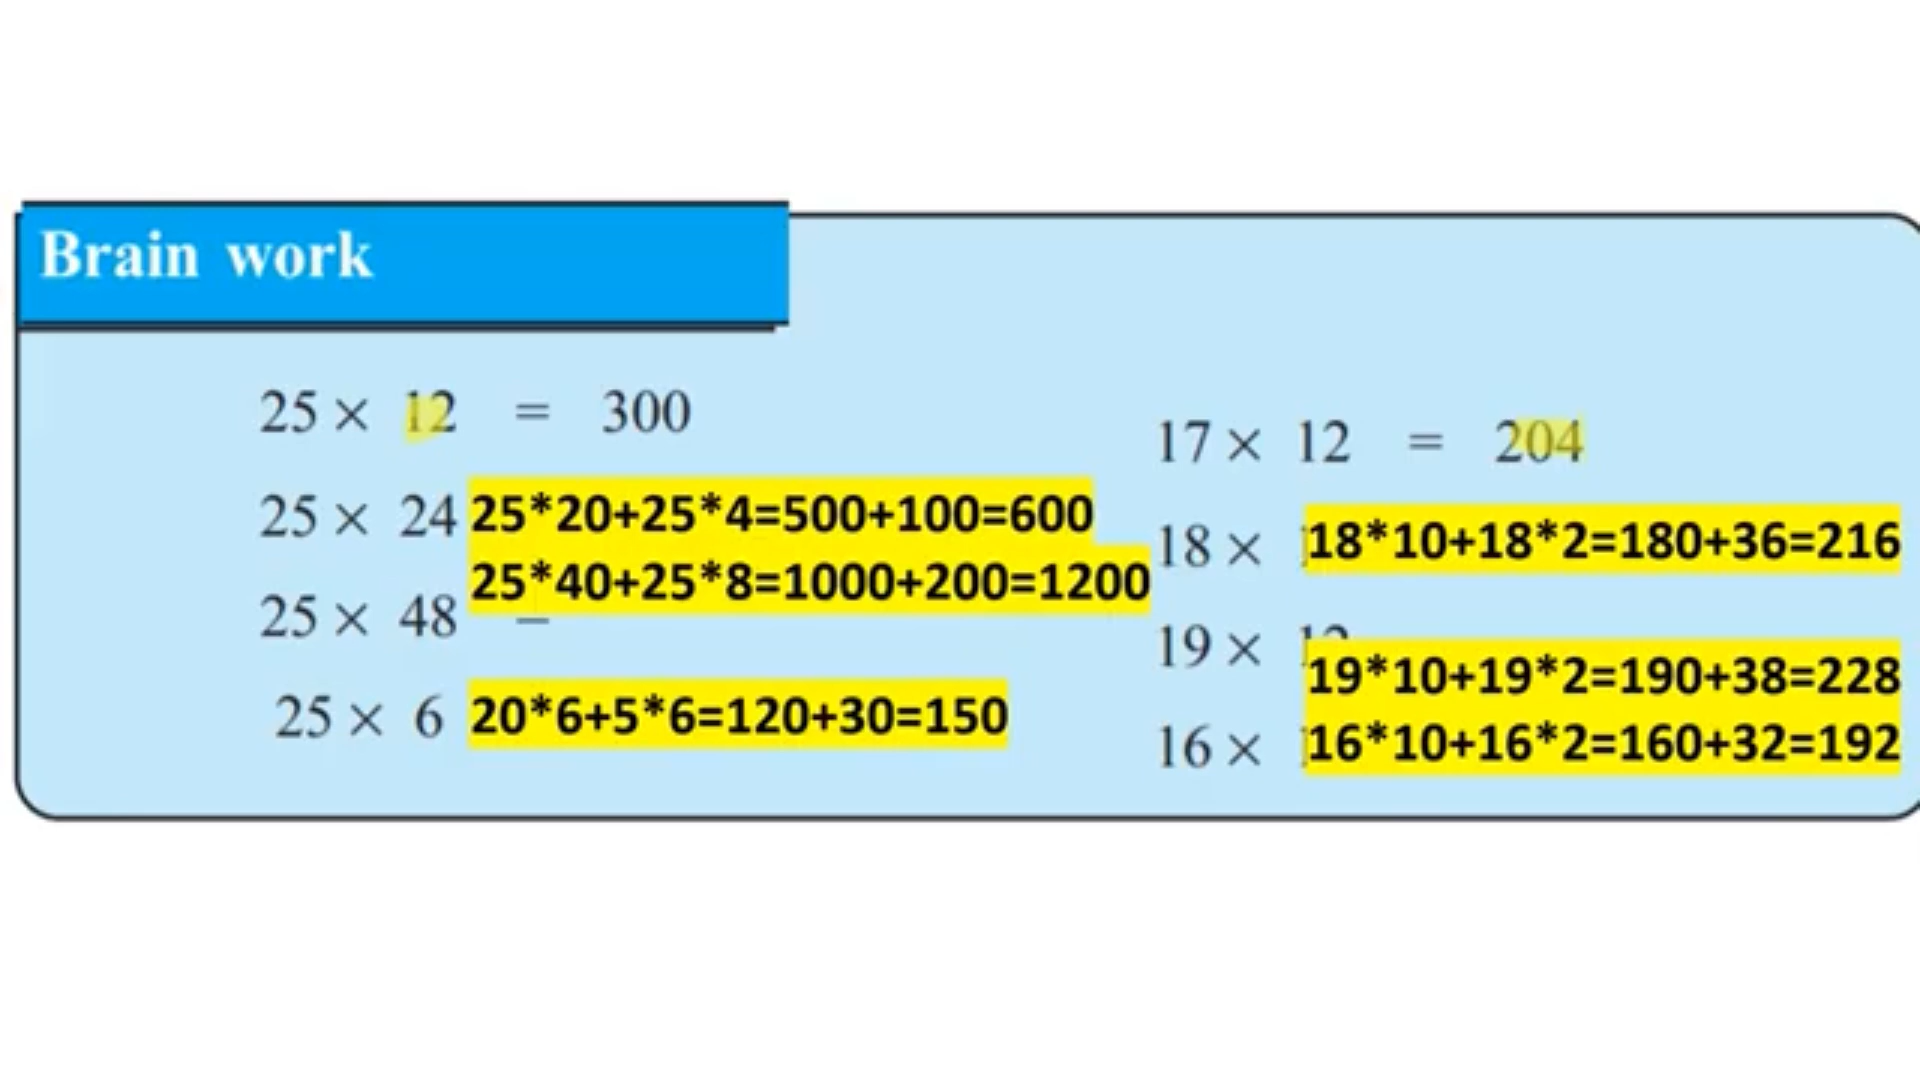 Brain work
25 × 12 = 300
25 × 24 25*20+25*4=500+100=600
25*40+25*8=1000+200=1200
25 × 48
25 × 6 20*6+5*6=120+30=150
17 × 12 = 204
18 × 18*10+18*2=180+36=216
19 × 12
19*10+19*2=190+38=228
16 × 16*10+16*2=160+32=192